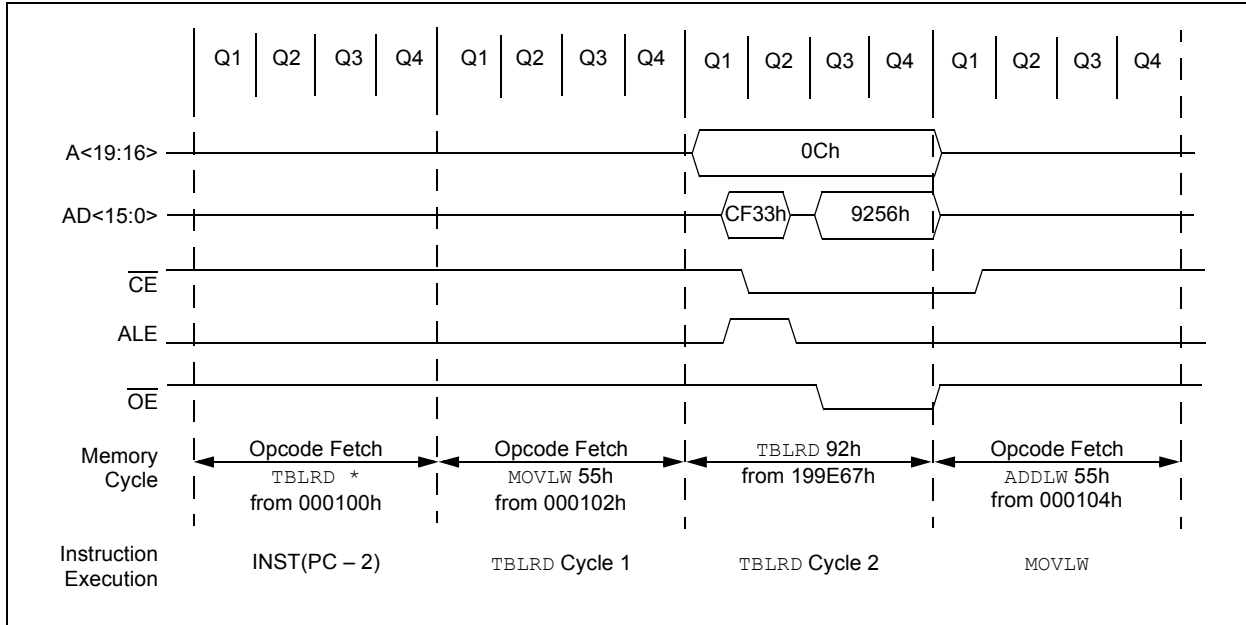 Q1 Q2 Q3 Q4 Q1 Q2 Q3 Q4 Q1 Q2 Q3 Q4 Q1 Q2 Q3 Q4
A<19:16> 0Ch
AD<15:0> CF33h 9256h
CE
ALE
OE
Memory
Cycle
Opcode Fetch
TBLRD *
from 000100h
Opcode Fetch
MOVLW 55h
from 000102h
TBLRD 92h
from 199E67h
Opcode Fetch
ADDLW 55h
from 000104h
Instruction
Execution
INST(PC – 2)
TBLRD Cycle 1
TBLRD Cycle 2
MOVLW